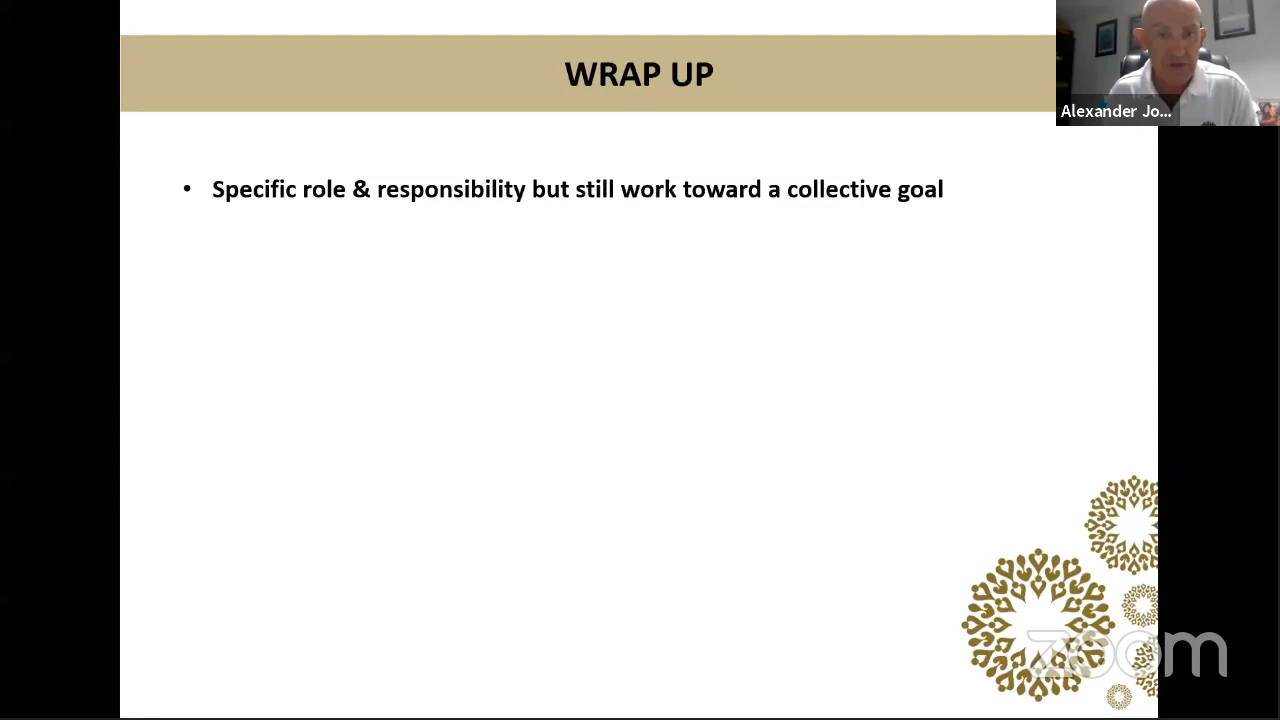 WRAP UP
Alexander Jo...
• Specific role & responsibility but still work toward a collective goal
zoom